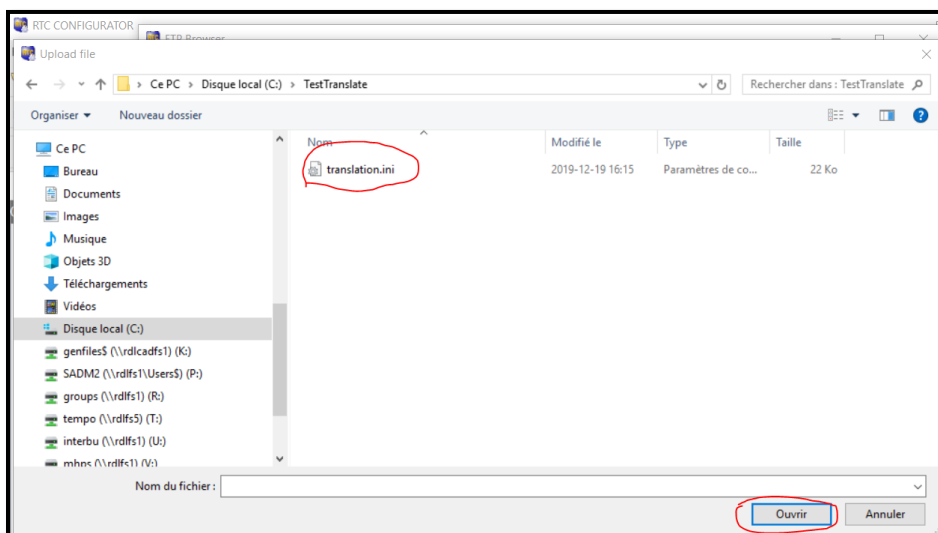 RTC CONFIGURATOR
FTP Browser
Upload file
Ce PC > Disque local (C:) > TestTranslate
Rechercher dans : TestTranslate
Organiser
Nouveau dossier
Nom
Modifié le
Type
Taille
translation.ini
2019-12-19 16:15
Paramètres de co...
22 Ko
Ce PC
Bureau
Documents
Images
Musique
Objets 3D
Téléchargements
Vidéos
Disque local (C:)
genfiles$ (\\rdlcadfs1) (K:)
SADM2 (\\rdlfs1\Users$) (P:)
groups (\\rdlfs1) (R:)
tempo (\\rdlfs5) (T:)
interbu (\\rdlfs1) (U:)
mhps (\\rdlfs1) (V:)
Nom du fichier :
Ouvrir
Annuler